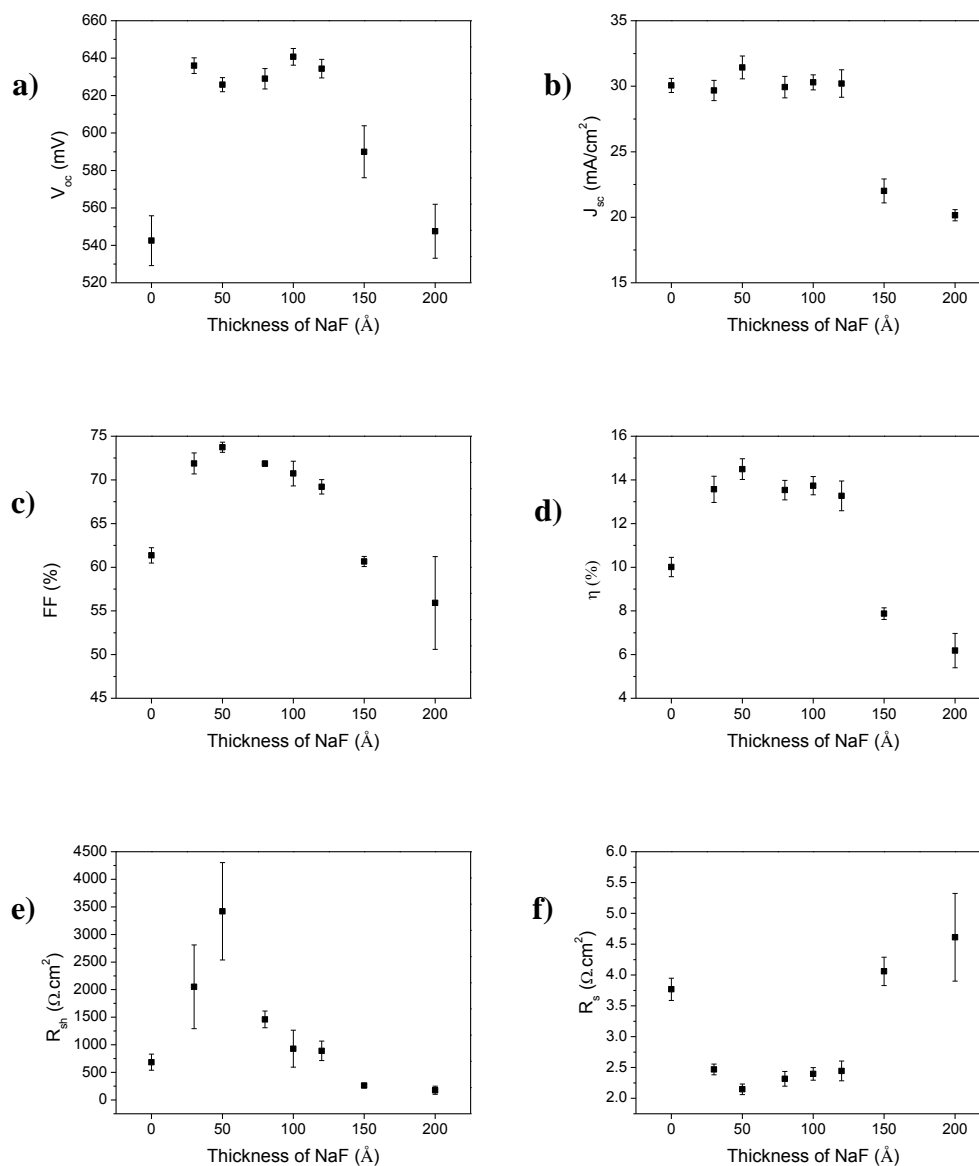 a)
V_oc (mV)
660
640
620
600
580
560
540
520
0 50 100 150 200
Thickness of NaF (Å)
b)
J_sc (mA/cm²)
35
30
25
20
15
0 50 100 150 200
Thickness of NaF (Å)
c)
FF (%)
75
70
65
60
55
50
45
0 50 100 150 200
Thickness of NaF (Å)
d)
η (%)
16
14
12
10
8
6
4
0 50 100 150 200
Thickness of NaF (Å)
e)
R_sh (Ω.cm²)
4500
4000
3500
3000
2500
2000
1500
1000
500
0
0 50 100 150 200
Thickness of NaF (Å)
f)
R_s (Ω.cm²)
6.0
5.5
5.0
4.5
4.0
3.5
3.0
2.5
2.0
0 50 100 150 200
Thickness of NaF (Å)